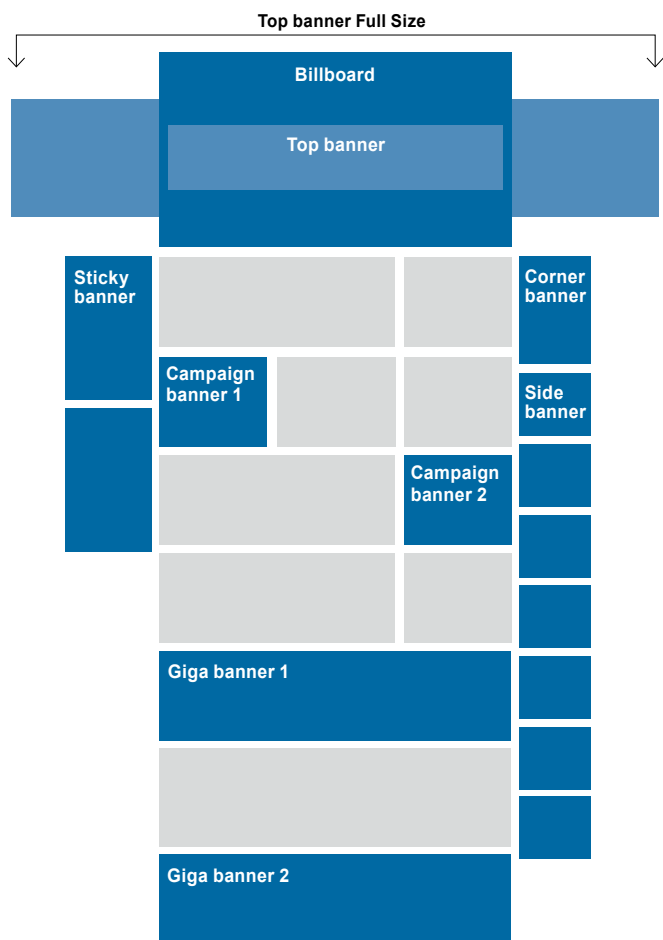 Top banner Full Size
Billboard
Top banner
Sticky
banner
Corner
banner
Campaign
banner 1
Side
banner
Campaign
banner 2
Giga banner 1
Giga banner 2